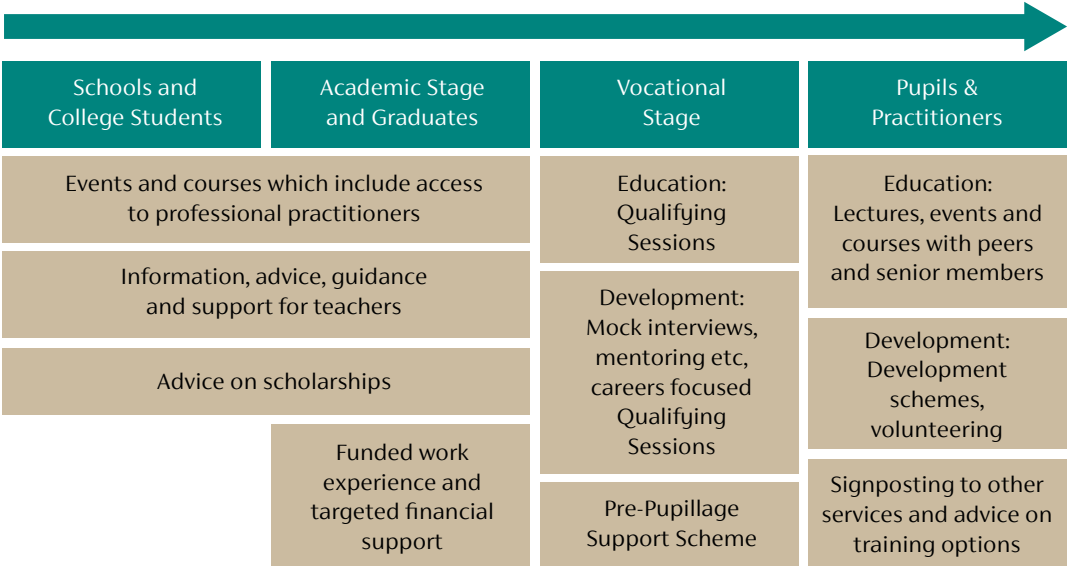 Schools and
College Students
Academic Stage
and Graduates
Vocational
Stage
Pupils &
Practitioners
Events and courses which include access
to professional practitioners
Information, advice, guidance
and support for teachers
Advice on scholarships
Funded work
experience and
targeted financial
support
Education:
Qualifying
Sessions
Development:
Mock interviews,
mentoring etc,
careers focused
Qualifying
Sessions
Pre-Pupillage
Support Scheme
Education:
Lectures, events and
courses with peers
and senior members
Development:
Development
schemes,
volunteering
Signposting to other
services and advice on
training options